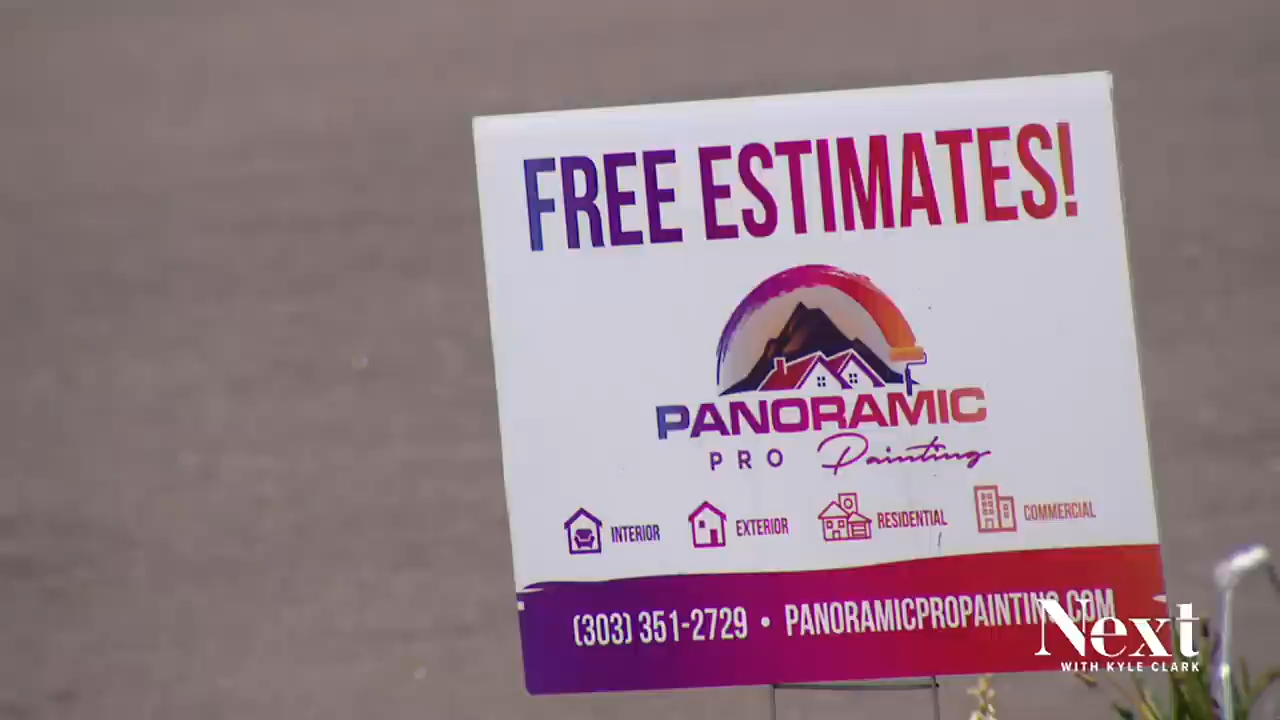 FREE ESTIMATES!
PANORAMIC
PRO Painting
INTERIOR EXTERIOR RESIDENTIAL COMMERCIAL
(303) 351-2729 • PANORAMICPROPAINTING.COM
Next
WITH KYLE CLARK